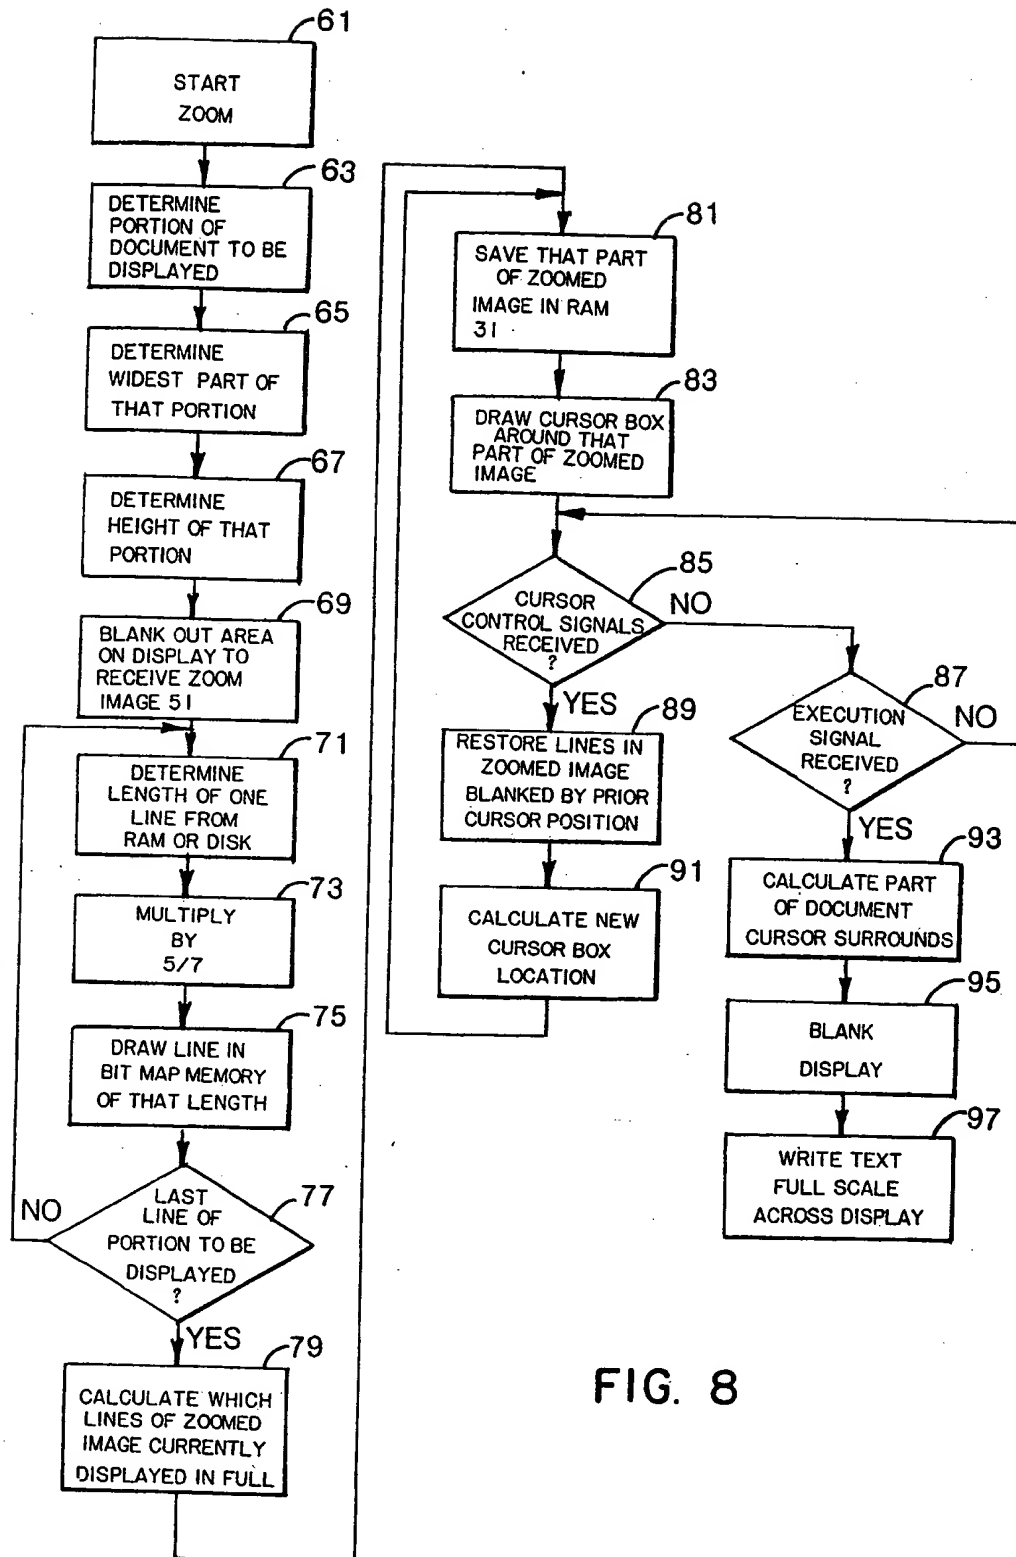 61
START
ZOOM
63
DETERMINE
PORTION OF
DOCUMENT TO BE
DISPLAYED
65
DETERMINE
WIDEST PART OF
THAT PORTION
67
DETERMINE
HEIGHT OF THAT
PORTION
69
BLANK OUT AREA
ON DISPLAY TO
RECEIVE ZOOM
IMAGE 51
71
DETERMINE
LENGTH OF ONE
LINE FROM
RAM OR DISK
73
MULTIPLY
BY
5/7
75
DRAW LINE IN
BIT MAP MEMORY
OF THAT LENGTH
77
LAST
LINE OF
PORTION TO BE
DISPLAYED
?
NO
YES
79
CALCULATE WHICH
LINES OF ZOOMED
IMAGE CURRENTLY
DISPLAYED IN FULL
81
SAVE THAT PART
OF ZOOMED
IMAGE IN RAM
31
83
DRAW CURSOR BOX
AROUND THAT
PART OF ZOOMED
IMAGE
85
CURSOR
CONTROL SIGNALS
RECEIVED
?
NO
YES
89
RESTORE LINES IN
ZOOMED IMAGE
BLANKED BY PRIOR
CURSOR POSITION
91
CALCULATE NEW
CURSOR BOX
LOCATION
87
EXECUTION
SIGNAL
RECEIVED
?
NO
YES
93
CALCULATE PART
OF DOCUMENT
CURSOR SURROUNDS
95
BLANK
DISPLAY
97
WRITE TEXT
FULL SCALE
ACROSS DISPLAY
FIG. 8